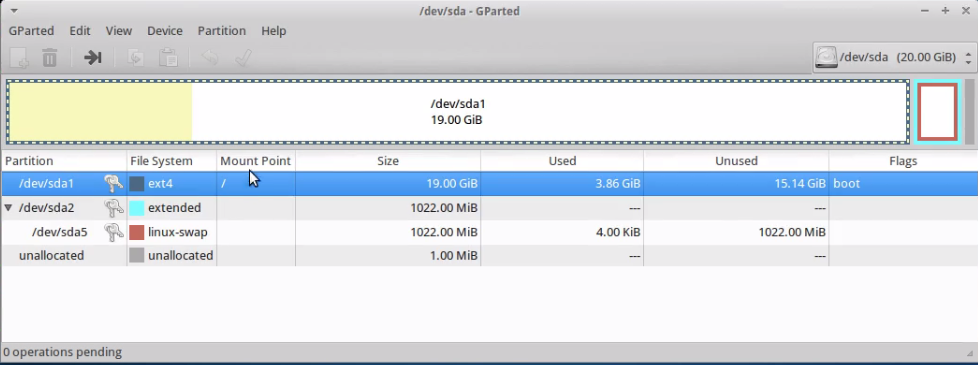 /dev/sda - GParted
GParted Edit View Device Partition Help
/dev/sda (20.00 GiB)
/dev/sda1
19.00 GiB
Partition File System Mount Point Size Used Unused Flags
/dev/sda1 ext4 / 19.00 GiB 3.86 GiB 15.14 GiB boot
/dev/sda2 extended 1022.00 MiB --- ---
/dev/sda5 linux-swap 1022.00 MiB 4.00 KiB 1022.00 MiB
unallocated unallocated 1.00 MiB --- ---
0 operations pending